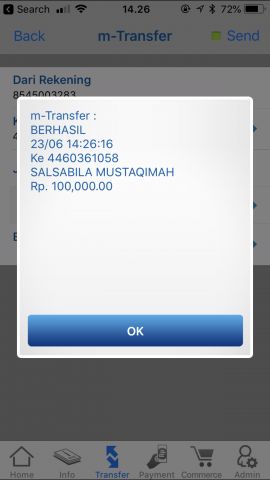 Search 14.26 72%
Back m-Transfer Send
Dari Rekening
8545003283
m-Transfer :
BERHASIL
23/06 14:26:16
Ke 4460361058
SALSABILA MUSTAQIMAH
Rp. 100,000.00
OK
Home Info Transfer Payment Commerce Admin